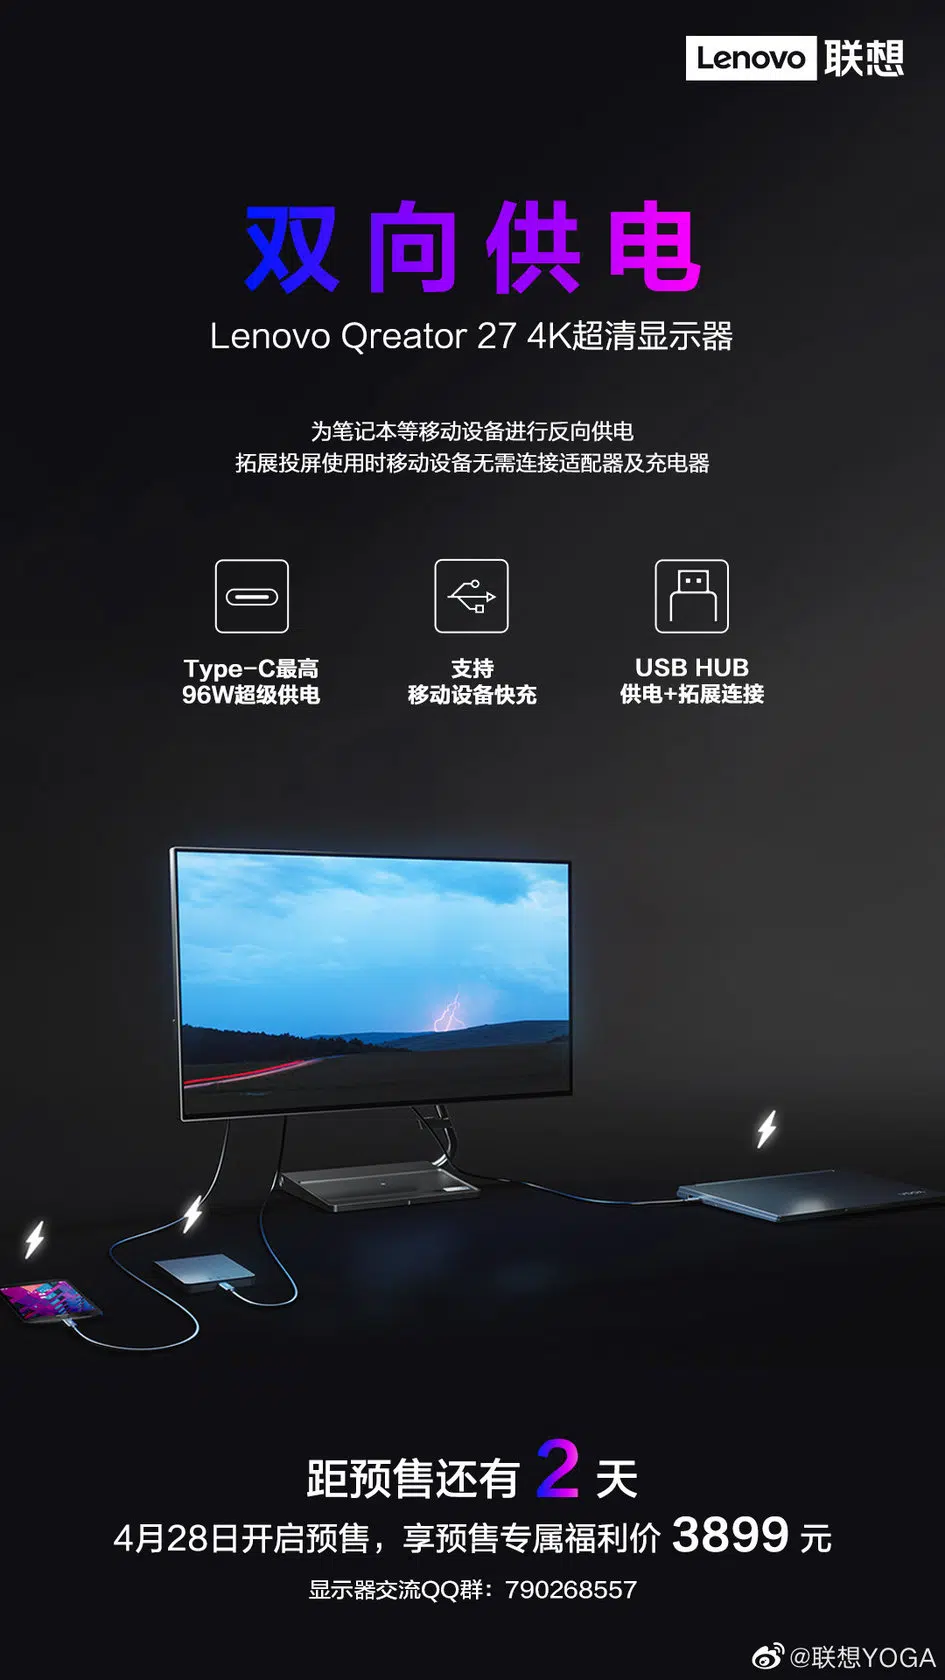 Lenovo 联想
双向供电
Lenovo Qreator 27 4K超清显示器
为笔记本等移动设备进行反向供电
拓展投屏使用时移动设备无需连接适配器及充电器
Type-C最高
96W超级供电
支持
移动设备快充
USB HUB
供电+拓展连接
距预售还有 2 天
4月28日开启预售，享预售专属福利价 3899 元
显示器交流QQ群：790268557
@联想YOGA